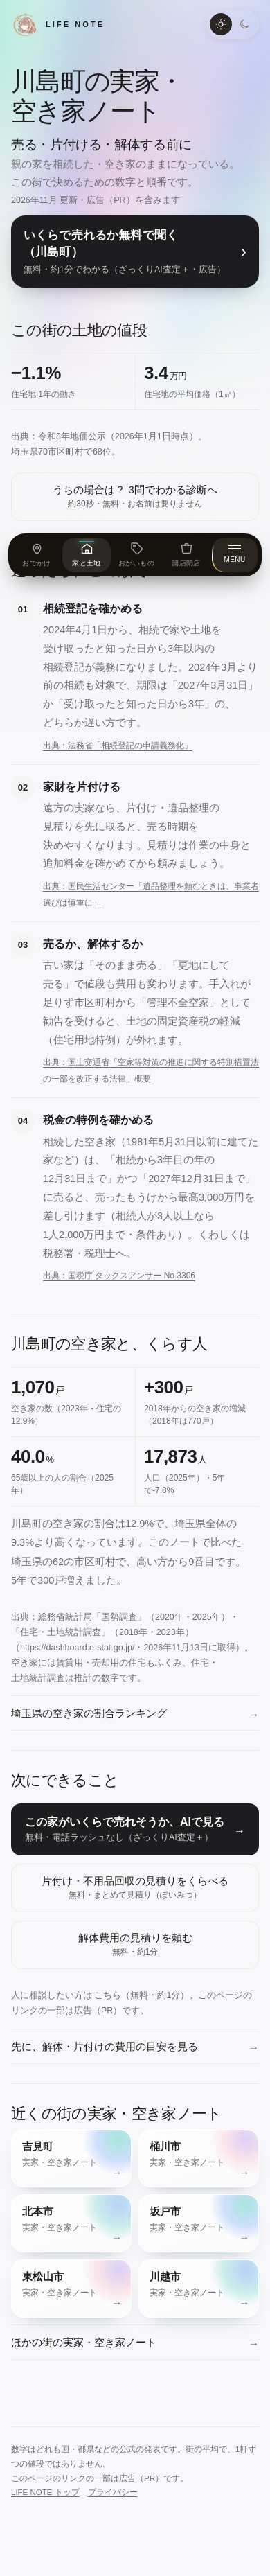 LIFE NOTE
川島町の実家・
空き家ノート
売る・片付ける・解体する前に
親の家を相続した・空き家のままになっている。
この街で決めるための数字と順番です。
2026年11月 更新・広告（PR）を含みます
いくらで売れるか無料で聞く
（川島町）
無料・約1分でわかる（ざっくりAI査定＋・広告）
この街の土地の値段
−1.1%
住宅地 1年の動き
3.4万円
住宅地の平均価格（1㎡）
出典：令和8年地価公示（2026年1月1日時点）。
埼玉県70市区町村で68位。
うちの場合は？ 3問でわかる診断へ
約30秒・無料・お名前は要りません
おでかけ
家と土地
おかいもの
開店閉店
MENU
01
相続登記を確かめる
2024年4月1日から、相続で家や土地を
受け取ったと知った日から3年以内の
相続登記が義務になりました。2024年3月より
前の相続も対象で、期限は「2027年3月31日」
か「受け取ったと知った日から3年」の、
どちらか遅い方です。
出典：法務省「相続登記の申請義務化」
02
家財を片付ける
遠方の実家なら、片付け・遺品整理の
見積りを先に取ると、売る時期を
決めやすくなります。見積りは作業の中身と
追加料金を確かめてから頼みましょう。
出典：国民生活センター「遺品整理を頼むときは、事業者
選びは慎重に」
03
売るか、解体するか
古い家は「そのまま売る」「更地にして
売る」で値段も費用も変わります。手入れが
足りず市区町村から「管理不全空家」として
勧告を受けると、土地の固定資産税の軽減
（住宅用地特例）が外れます。
出典：国土交通省「空家等対策の推進に関する特別措置法
の一部を改正する法律」概要
04
税金の特例を確かめる
相続した空き家（1981年5月31日以前に建てた
家など）は、「相続から3年目の年の
12月31日まで」かつ「2027年12月31日まで」
に売ると、売ったもうけから最高3,000万円を
差し引けます（相続人が3人以上なら
1人2,000万円まで・条件あり）。くわしくは
税務署・税理士へ。
出典：国税庁 タックスアンサー No.3306
川島町の空き家と、くらす人
1,070戸
空き家の数（2023年・住宅の
12.9%）
+300戸
2018年からの空き家の増減
（2018年は770戸）
40.0%
65歳以上の人の割合（2025
年）
17,873人
人口（2025年）・5年
で-7.8%
川島町の空き家の割合は12.9%で、埼玉県全体の
9.3%より高くなっています。このノートで比べた
埼玉県の62の市区町村で、高い方から9番目です。
5年で300戸増えました。
出典：総務省統計局「国勢調査」（2020年・2025年）・
「住宅・土地統計調査」（2018年・2023年）
（https://dashboard.e-stat.go.jp/・2026年11月13日に取得）。
空き家には賃貸用・売却用の住宅もふくみ、住宅・
土地統計調査は推計の数字です。
埼玉県の空き家の割合ランキング
→
次にできること
この家がいくらで売れそうか、AIで見る
無料・電話ラッシュなし（ざっくりAI査定＋）
→
片付け・不用品回収の見積りをくらべる
無料・まとめて見積り（ぽいみつ）
解体費用の見積りを頼む
無料・約1分
人に相談したい方は こちら（無料・約1分）。このページの
リンクの一部は広告（PR）です。
先に、解体・片付けの費用の目安を見る
→
近くの街の実家・空き家ノート
吉見町
実家・空き家ノート
→
桶川市
実家・空き家ノート
→
北本市
実家・空き家ノート
→
坂戸市
実家・空き家ノート
→
東松山市
実家・空き家ノート
→
川越市
実家・空き家ノート
→
ほかの街の実家・空き家ノート
→
数字はどれも国・都県などの公式の発表です。街の平均で、1軒ず
つの値段ではありません。
このページのリンクの一部は広告（PR）です。
LIFE NOTE トップ プライバシー